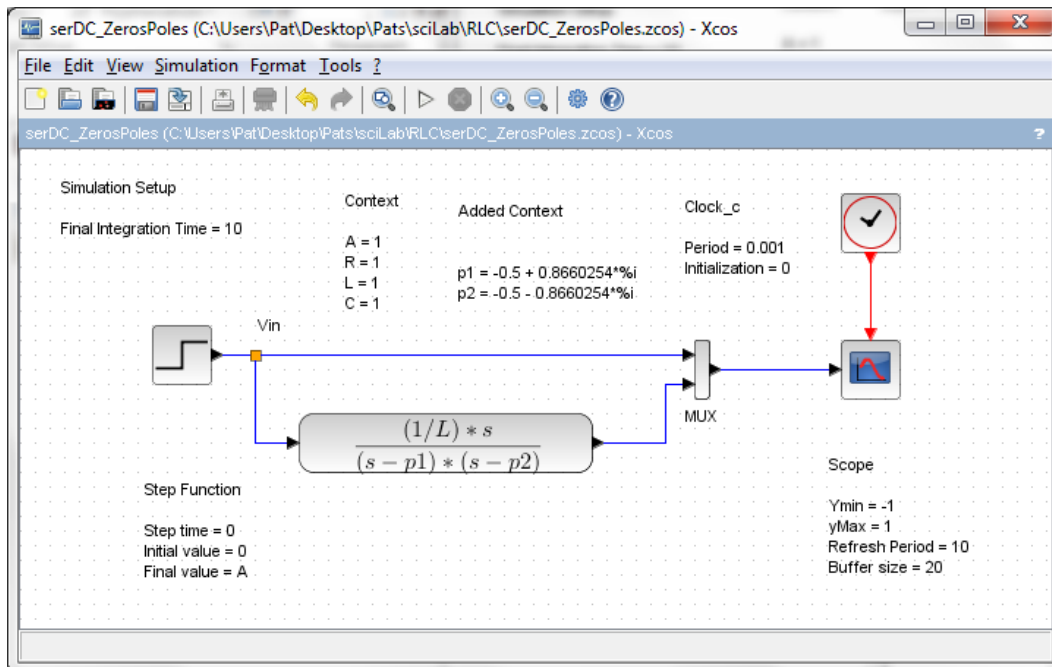 serDC_ZerosPoles (C:\Users\Pat\Desktop\Pats\sciLab\RLC\serDC_ZerosPoles.zcos) - Xcos
File Edit View Simulation Format Tools ?
serDC_ZerosPoles (C:\Users\Pat\Desktop\Pats\sciLab\RLC\serDC_ZerosPoles.zcos) - Xcos ?
Simulation Setup
Final Integration Time = 10
Context
A = 1
R = 1
L = 1
C = 1
Added Context
p1 = -0.5 + 0.8660254*%i
p2 = -0.5 - 0.8660254*%i
Clock_c
Period = 0.001
Initialization = 0
Vin
MUX
(1/L) * s
(s − p1) * (s − p2)
Step Function
Step time = 0
Initial value = 0
Final value = A
Scope
Ymin = -1
yMax = 1
Refresh Period = 10
Buffer size = 20